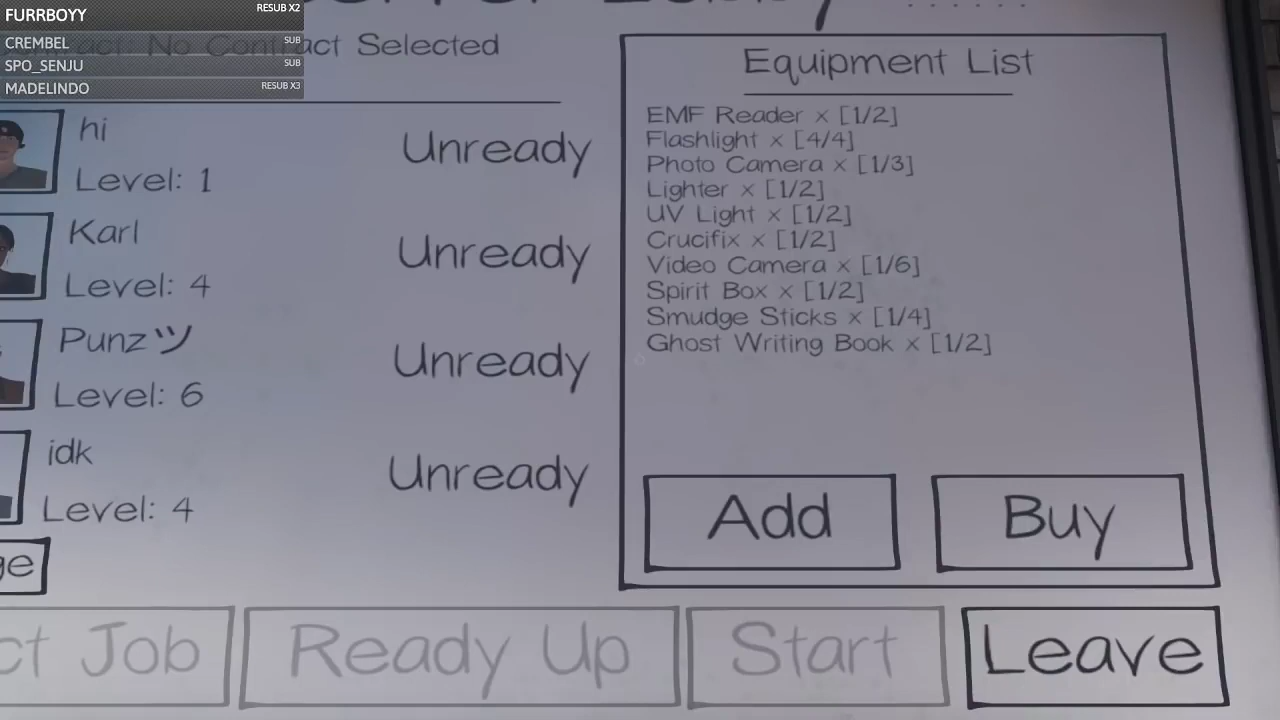 FURRBOYY RESUB X2
CREMBEL SUB
SPO_SENJU SUB
MADELINDO RESUB X3
No Contract Selected
hi
Level: 1
Unready
Karl
Level: 4
Unready
Punzツ
Level: 6
Unready
idk
Level: 4
Unready
Equipment List
EMF Reader x [1/2]
Flashlight x [4/4]
Photo Camera x [1/3]
Lighter x [1/2]
UV Light x [1/2]
Crucifix x [1/2]
Video Camera x [1/6]
Spirit Box x [1/2]
Smudge Sticks x [1/4]
Ghost Writing Book x [1/2]
Add
Buy
ge
ct Job
Ready Up
Start
Leave